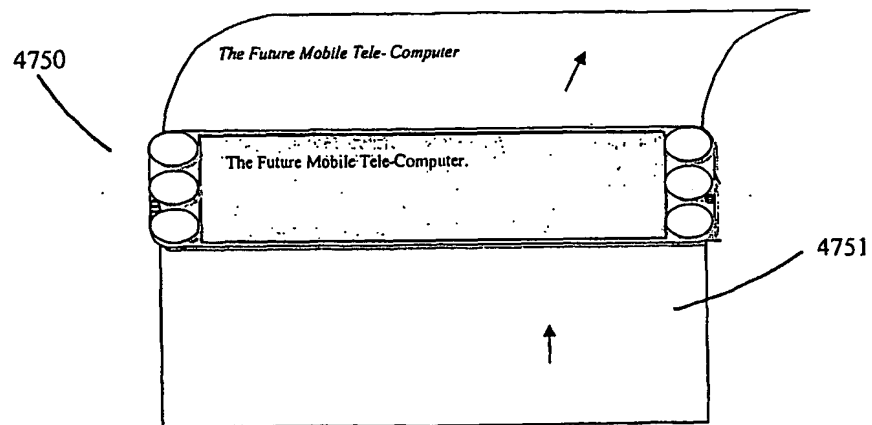 The Future Mobile Tele- Computer
4750
The Future Mobile Tele-Computer.
4751